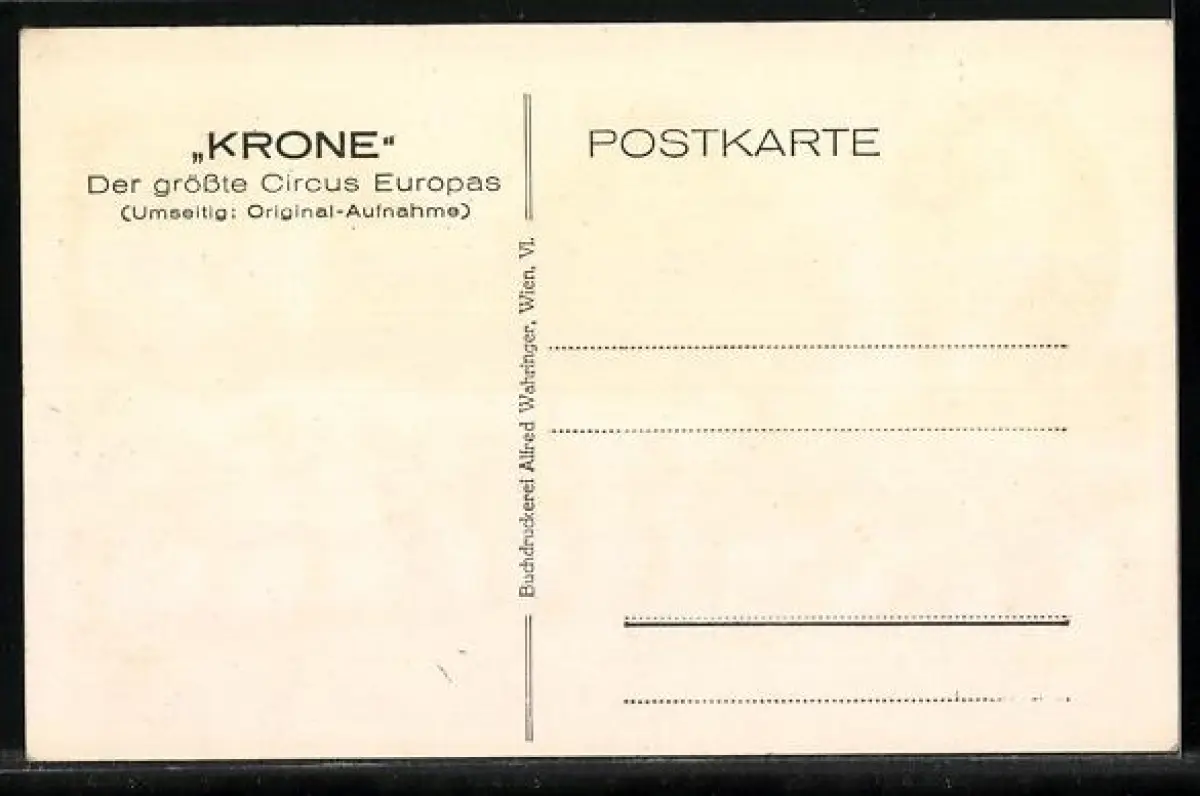 „KRONE“
Der größte Circus Europas
(Umseitig: Original-Aufnahme)
Buchdruckerei Alfred Wahringer, Wien, VI.
POSTKARTE